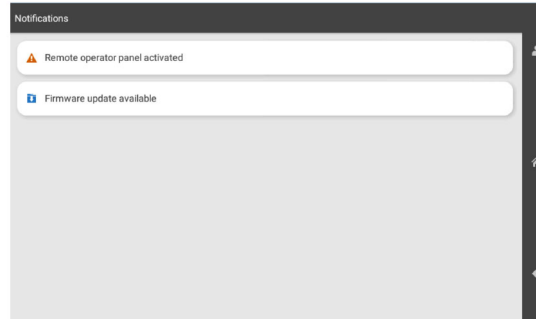 Notifications
Remote operator panel activated
Firmware update available